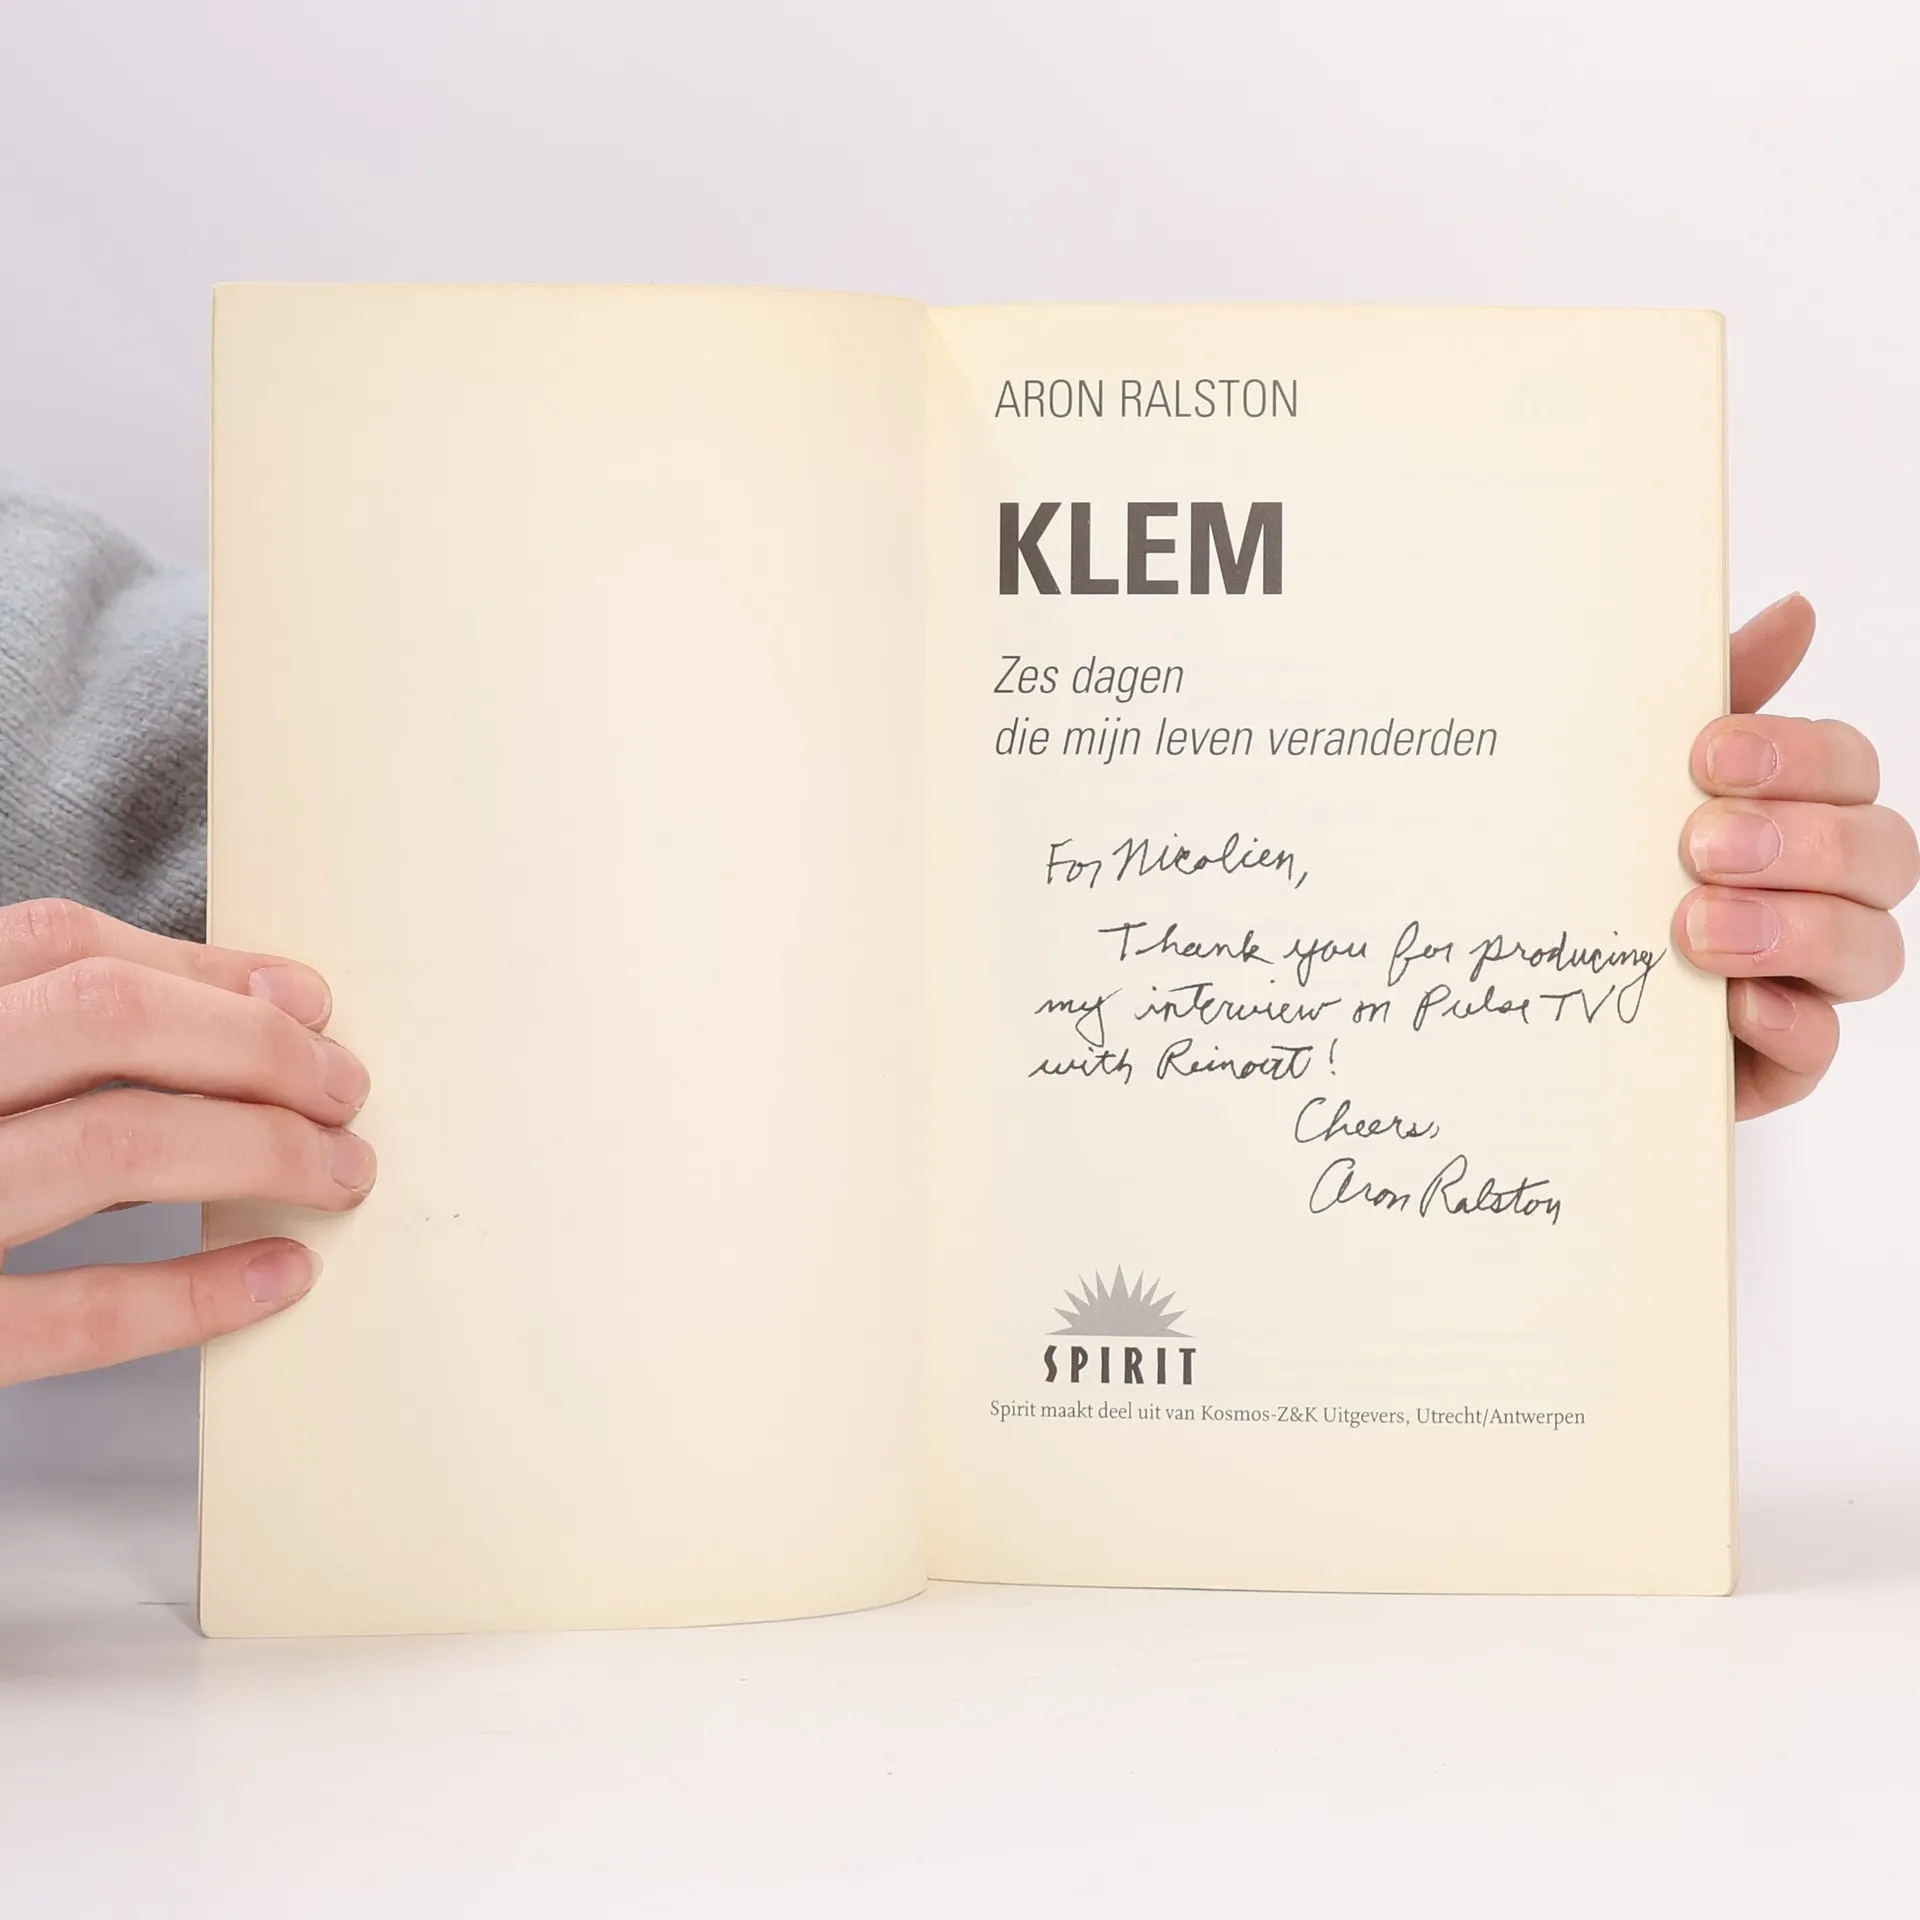 ARON RALSTON
KLEM
Zes dagen
die mijn leven veranderden
For Nicolien,
Thank you for producing
my interview on Pulse TV
with Reinout!
Cheers,
Aron Ralston
SPIRIT
Spirit maakt deel uit van Kosmos-Z&K Uitgevers, Utrecht/Antwerpen